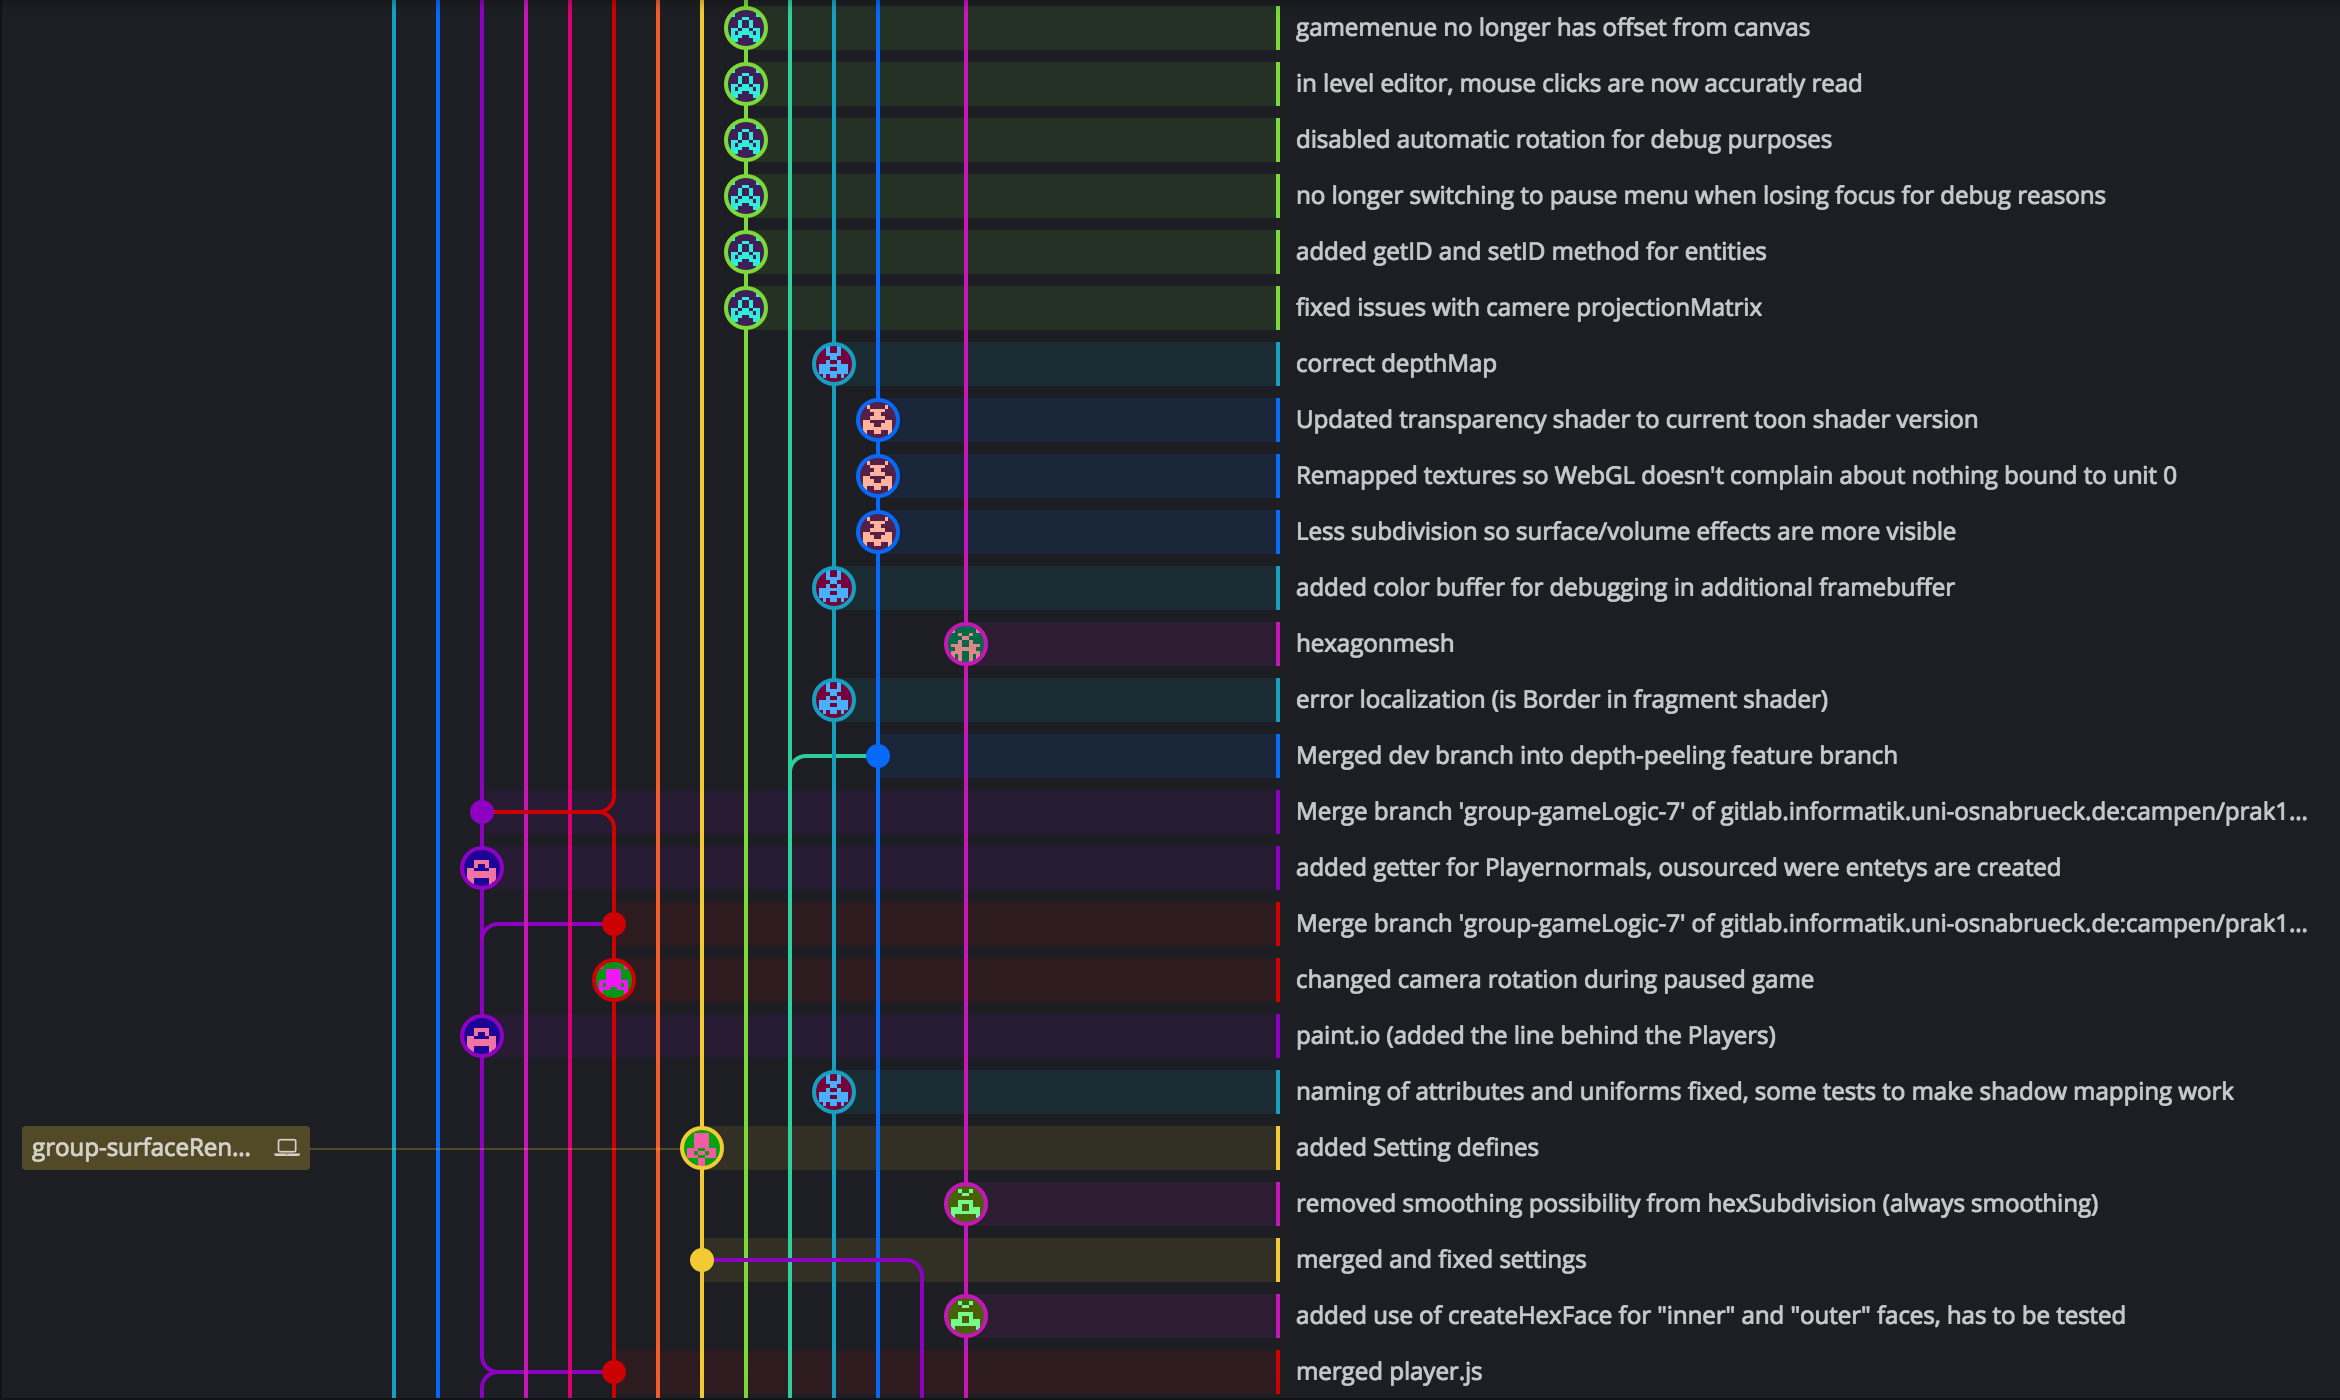 gamemenue no longer has offset from canvas
in level editor, mouse clicks are now accuratly read
disabled automatic rotation for debug purposes
no longer switching to pause menu when losing focus for debug reasons
added getID and setID method for entities
fixed issues with camere projectionMatrix
correct depthMap
Updated transparency shader to current toon shader version
Remapped textures so WebGL doesn't complain about nothing bound to unit 0
Less subdivision so surface/volume effects are more visible
added color buffer for debugging in additional framebuffer
hexagonmesh
error localization (is Border in fragment shader)
Merged dev branch into depth-peeling feature branch
Merge branch 'group-gameLogic-7' of gitlab.informatik.uni-osnabrueck.de:campen/prak1...
added getter for Playernormals, ousourced were entetys are created
Merge branch 'group-gameLogic-7' of gitlab.informatik.uni-osnabrueck.de:campen/prak1...
changed camera rotation during paused game
paint.io (added the line behind the Players)
naming of attributes and uniforms fixed, some tests to make shadow mapping work
group-surfaceRen...
added Setting defines
removed smoothing possibility from hexSubdivision (always smoothing)
merged and fixed settings
added use of createHexFace for "inner" and "outer" faces, has to be tested
merged player.js